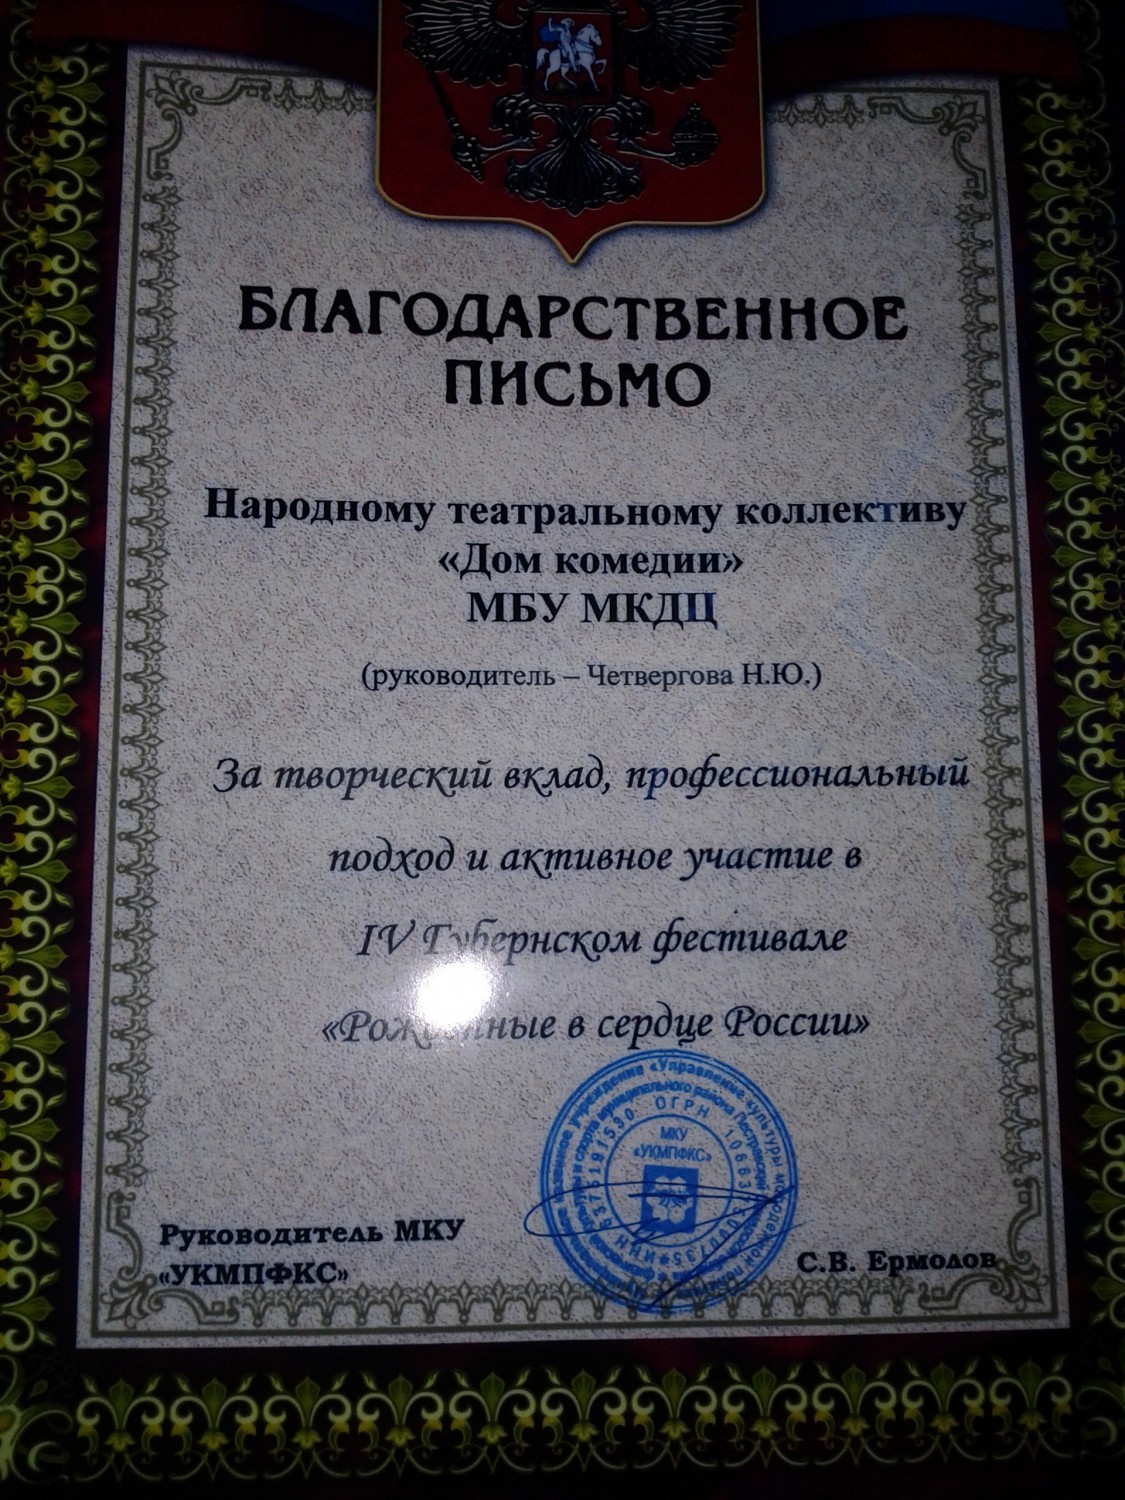 БЛАГОДАРСТВЕННОЕ
ПИСЬМО
Народному театральному коллективу
«Дом комедии»
МБУ МКДЦ
(руководитель – Четвергова Н.Ю.)
За творческий вклад, профессиональный
подход и активное участие в
IV Губернском фестивале
«Рожденные в сердце России»
МКУ
«УКМПФКС»
Руководитель МКУ
«УКМПФКС»
С.В. Ермолов